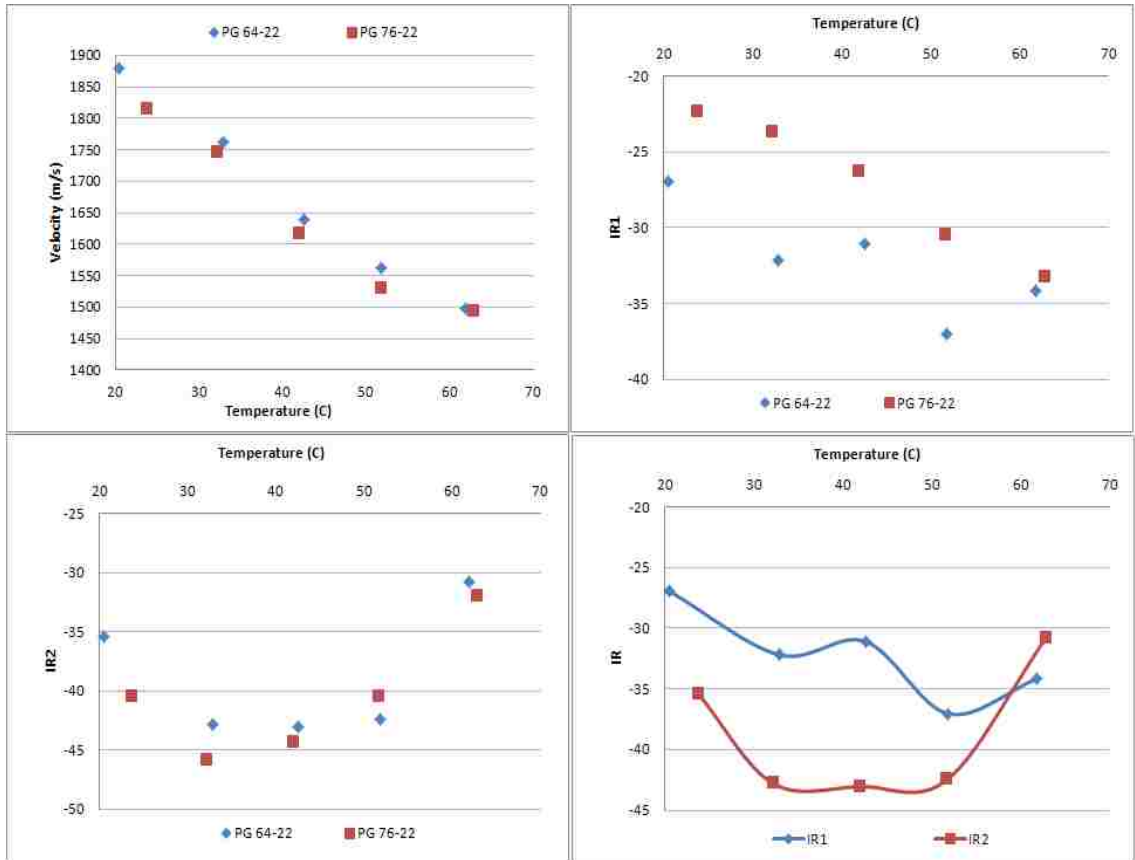 PG 64-22 PG 76-22
1900
1850
1800
1750
1700
1650
1600
1550
1500
1450
1400
Velocity (m/s)
20 30 40 50 60 70
Temperature (C)
Temperature (C)
20 30 40 50 60 70
-20
-25
-30
-35
-40
IR1
PG 64-22 PG 76-22
Temperature (C)
20 30 40 50 60 70
-25
-30
-35
-40
-45
-50
IR2
PG 64-22 PG 76-22
Temperature (C)
20 30 40 50 60 70
-20
-25
-30
-35
-40
-45
IR
IR1 IR2